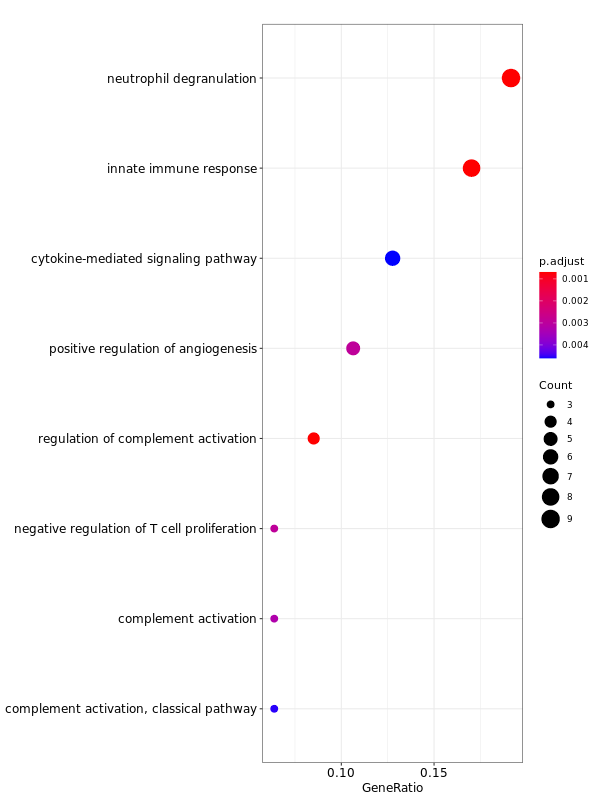 neutrophil degranulation
innate immune response
cytokine-mediated signaling pathway
positive regulation of angiogenesis
regulation of complement activation
negative regulation of T cell proliferation
complement activation
complement activation, classical pathway
0.10
0.15
GeneRatio
p.adjust
0.001
0.002
0.003
0.004
Count
3
4
5
6
7
8
9